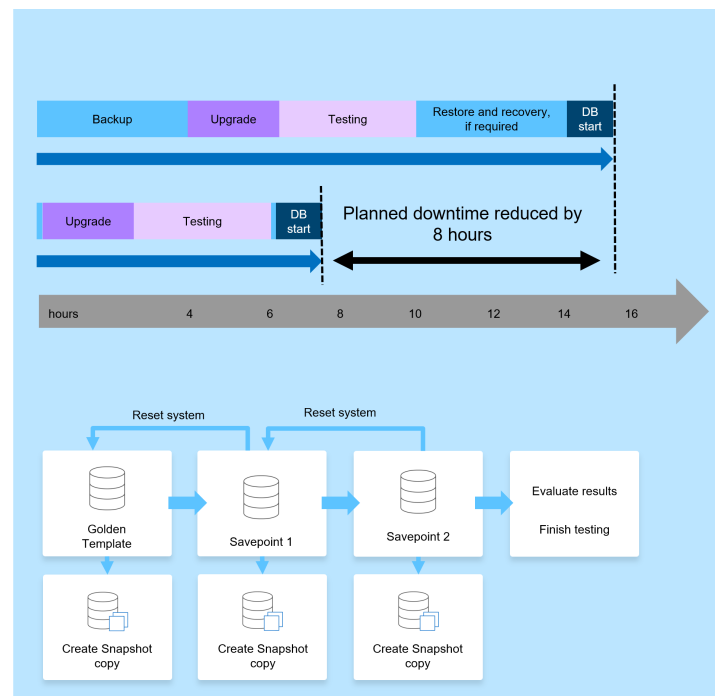 Backup
Upgrade
Testing
Restore and recovery,
if required
DB
start
Upgrade
Testing
DB
start
Planned downtime reduced by
8 hours
hours
4
6
8
10
12
14
16
Reset system
Reset system
Golden
Template
Savepoint 1
Savepoint 2
Evaluate results
Finish testing
Create Snapshot
copy
Create Snapshot
copy
Create Snapshot
copy